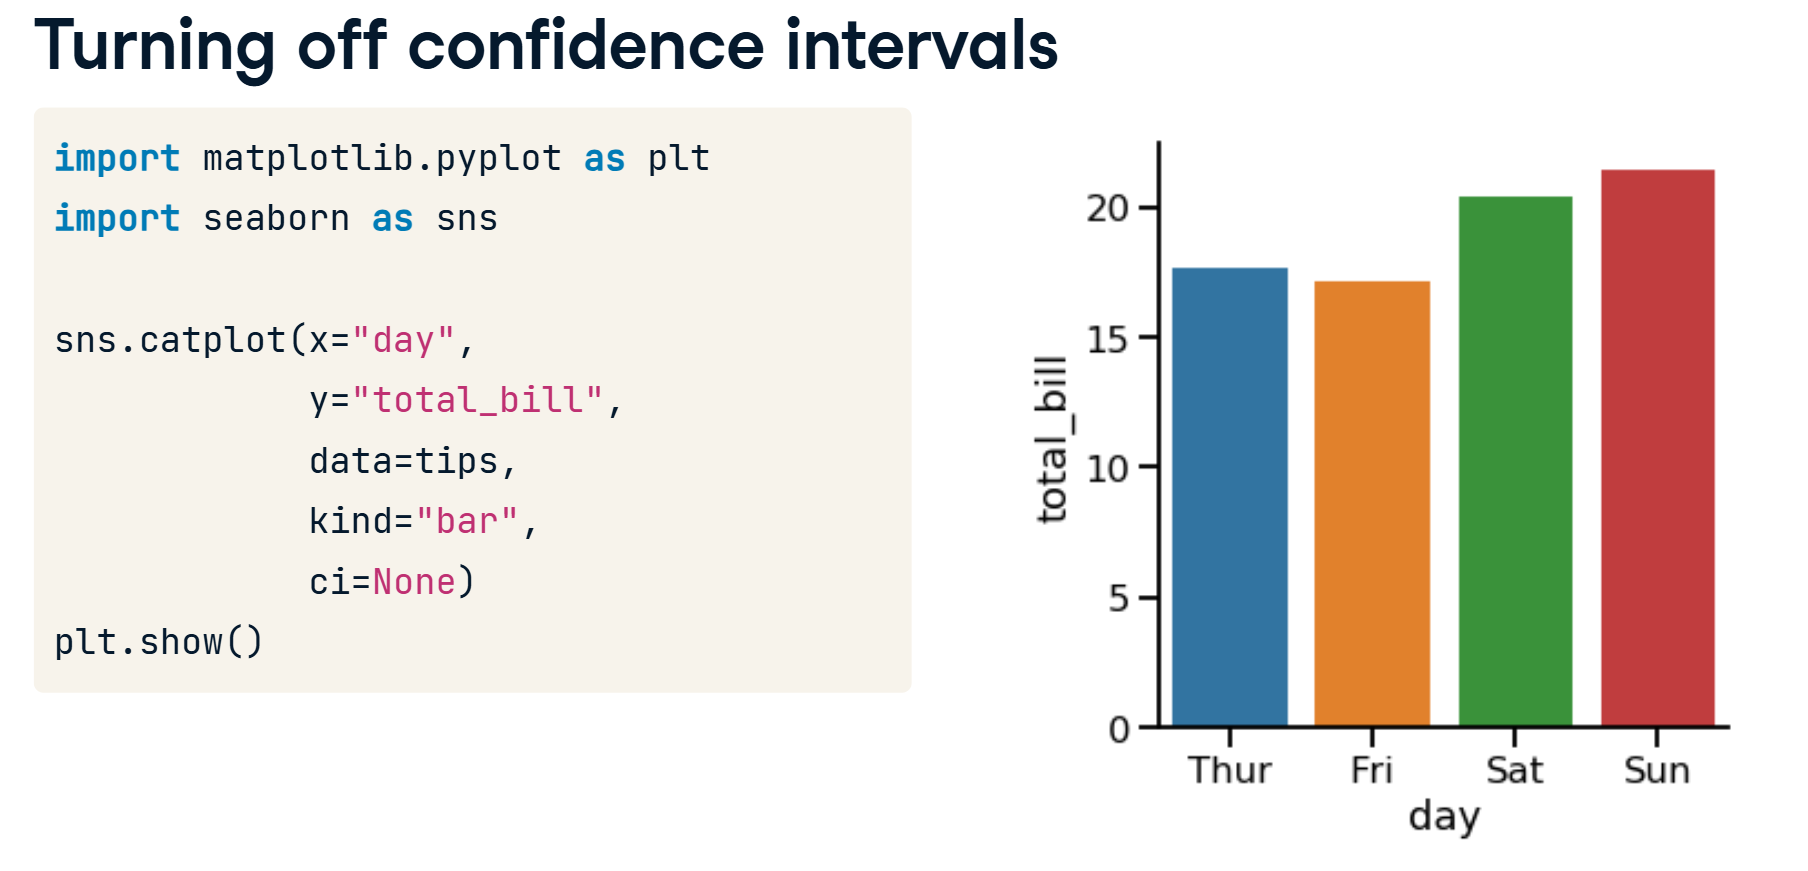 Turning off confidence intervals
import matplotlib.pyplot as plt
import seaborn as sns
sns.catplot(x="day",
            y="total_bill",
            data=tips,
            kind="bar",
            ci=None)
plt.show()
total_bill
20
15
10
5
0
Thur Fri Sat Sun
day